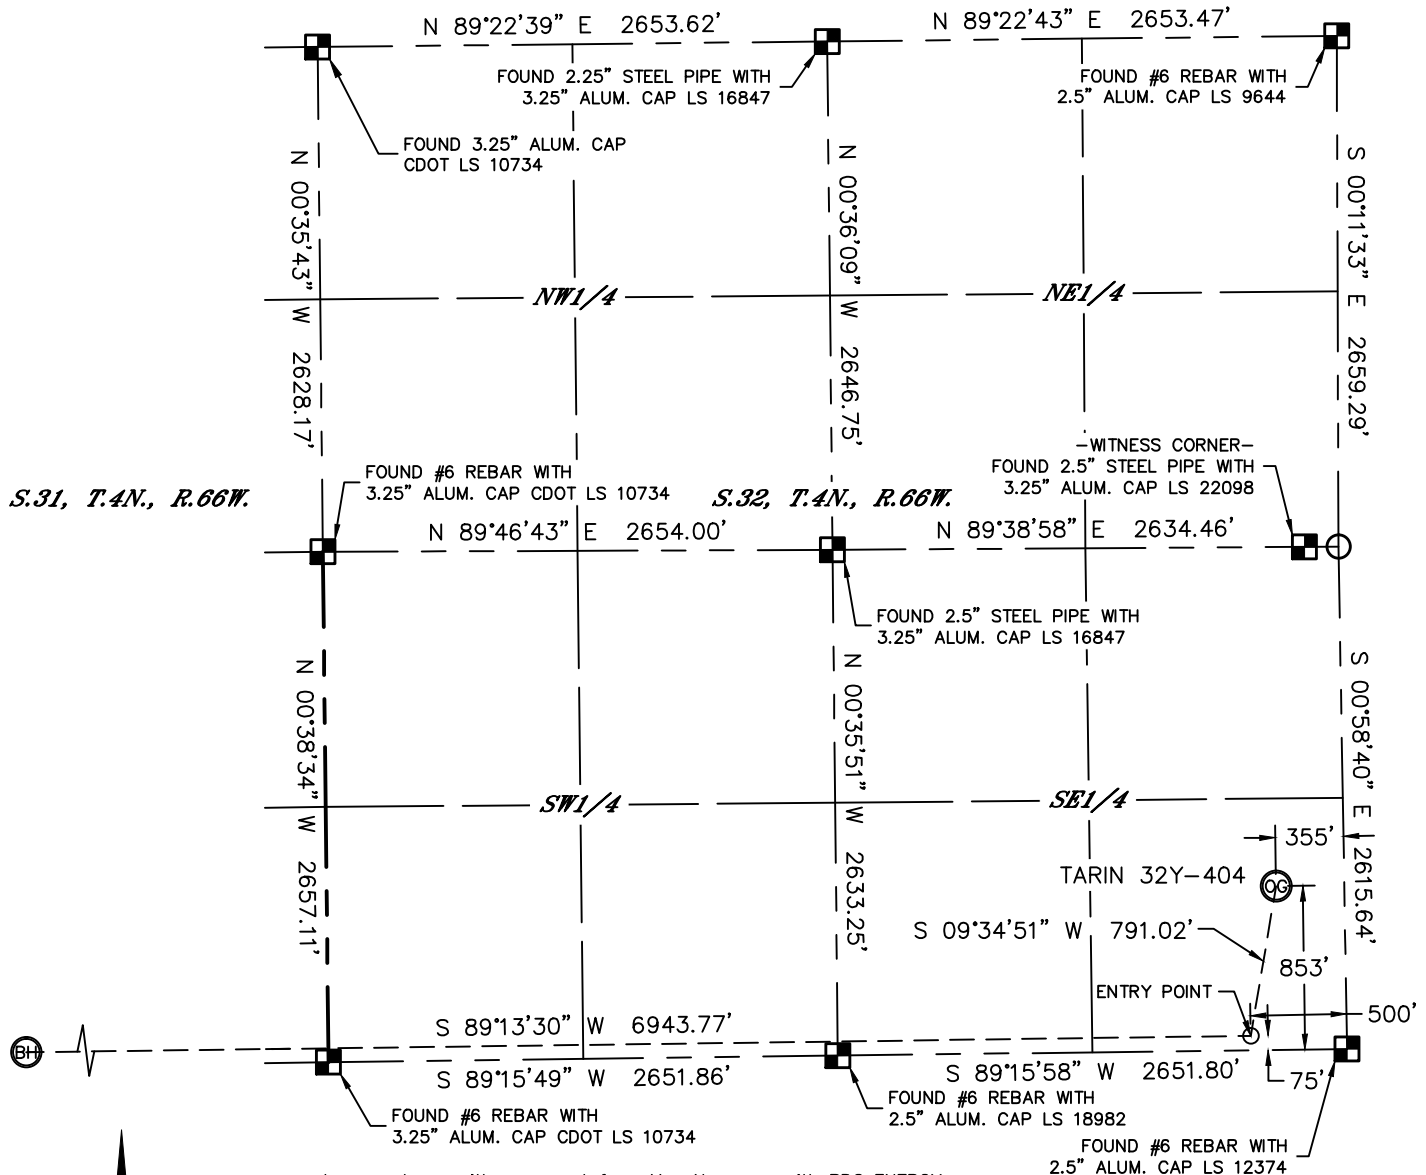 N 89°22'39" E 2653.62'
N 89°22'43" E 2653.47'
FOUND 2.25" STEEL PIPE WITH
3.25" ALUM. CAP LS 16847
FOUND #6 REBAR WITH
2.5" ALUM. CAP LS 9644
FOUND 3.25" ALUM. CAP
CDOT LS 10734
N 00°35'43" W 2628.17'
N 00°36'09" W 2646.75'
S 00°11'33" E 2659.29'
NW1/4
NE1/4
-WITNESS CORNER-
FOUND 2.5" STEEL PIPE WITH
3.25" ALUM. CAP LS 22098
FOUND #6 REBAR WITH
3.25" ALUM. CAP CDOT LS 10734
S.31, T.4N., R.66W.
S.32, T.4N., R.66W.
N 89°46'43" E 2654.00'
N 89°38'58" E 2634.46'
FOUND 2.5" STEEL PIPE WITH
3.25" ALUM. CAP LS 16847
N 00°38'34" W 2657.11'
N 00°35'51" W 2633.25'
S 00°58'40" E 2615.64'
SW1/4
SE1/4
355'
TARIN 32Y-404
OG
S 09°34'51" W 791.02'
853'
ENTRY POINT
500'
S 89°13'30" W 6943.77'
BH
S 89°15'49" W 2651.86'
S 89°15'58" W 2651.80'
75'
FOUND #6 REBAR WITH
2.5" ALUM. CAP LS 18982
FOUND #6 REBAR WITH
3.25" ALUM. CAP CDOT LS 10734
FOUND #6 REBAR WITH
2.5" ALUM. CAP LS 12374